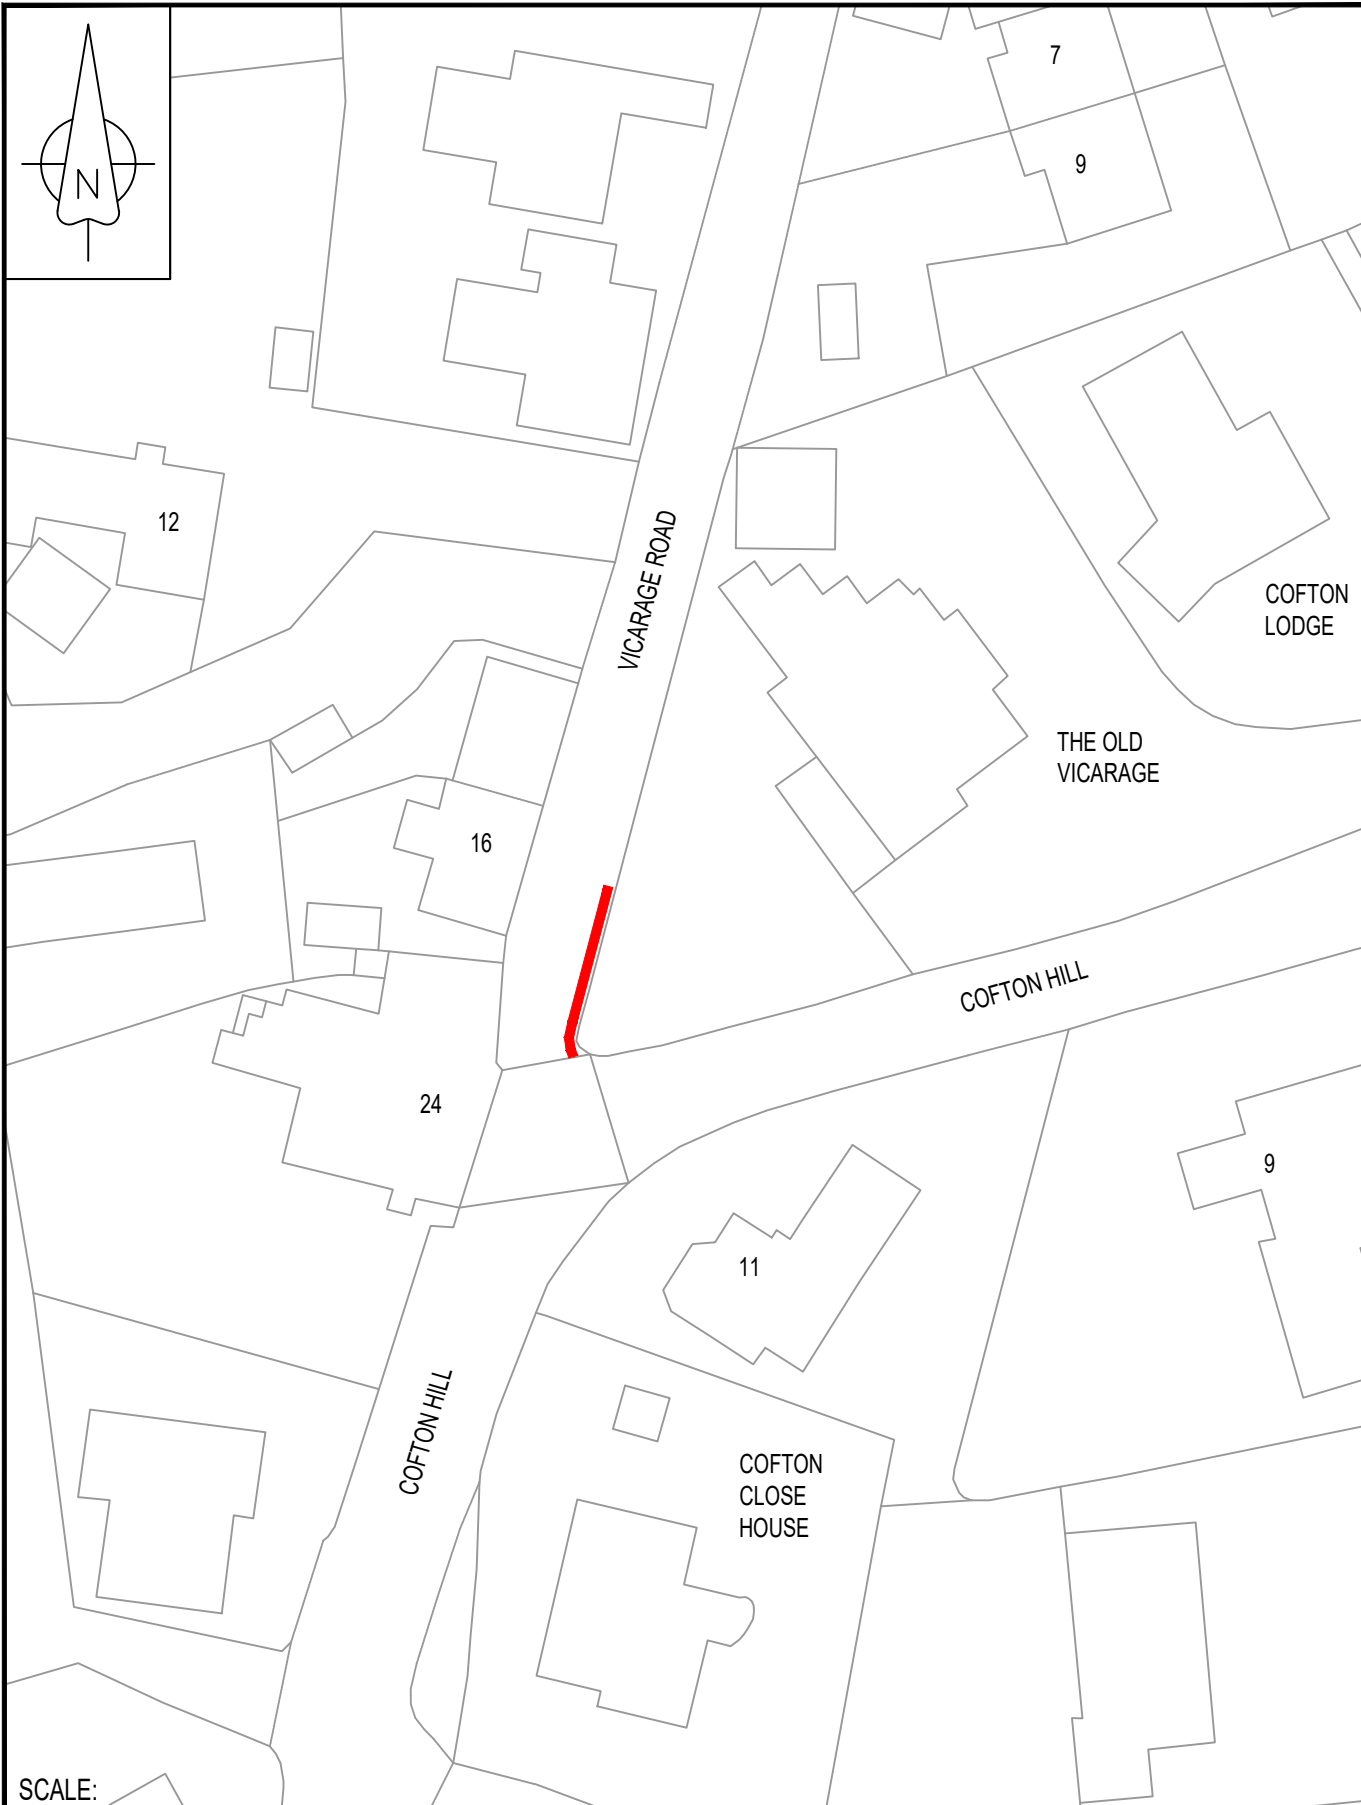 N
7
9
12
VICARAGE ROAD
COFTON
LODGE
THE OLD
VICARAGE
16
COFTON HILL
24
9
11
COFTON HILL
COFTON
CLOSE
HOUSE
SCALE: